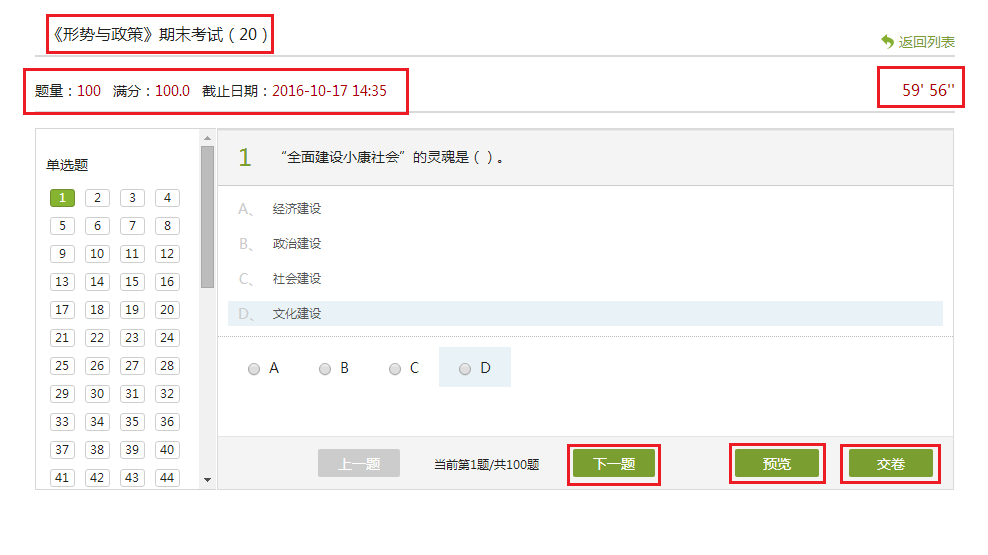 《形势与政策》期末考试（20）
返回列表
题量：100 满分：100.0 截止日期：2016-10-17 14:35
59' 56''
单选题
1 2 3 4
5 6 7 8
9 10 11 12
13 14 15 16
17 18 19 20
21 22 23 24
25 26 27 28
29 30 31 32
33 34 35 36
37 38 39 40
41 42 43 44
1 “全面建设小康社会”的灵魂是（ ）。
A、 经济建设
B、 政治建设
C、 社会建设
D、 文化建设
A B C D
上一题 当前第1题/共100题 下一题 预览 交卷